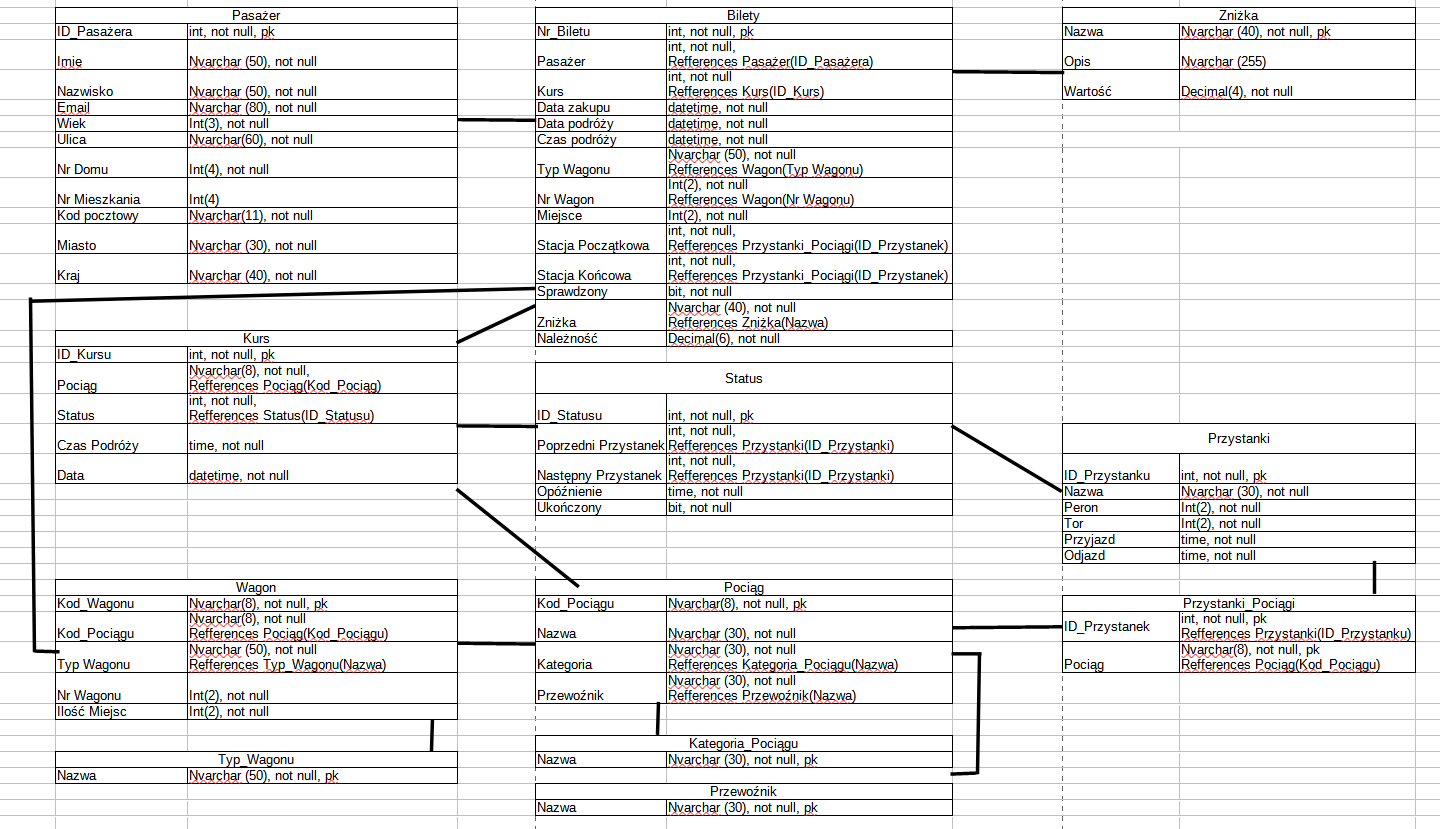 Pasażer
ID_Pasażera int, not null, pk
Imię Nvarchar (50), not null
Nazwisko Nvarchar (50), not null
Email Nvarchar (80), not null
Wiek Int(3), not null
Ulica Nvarchar(60), not null
Nr Domu Int(4), not null
Nr Mieszkania Int(4)
Kod pocztowy Nvarchar(11), not null
Miasto Nvarchar (30), not null
Kraj Nvarchar (40), not null
Bilety
Nr_Biletu int, not null, pk
int, not null,
Pasażer Refferences Pasażer(ID_Pasażera)
int, not null
Kurs Refferences Kurs(ID_Kurs)
Data zakupu datetime, not null
Data podróży datetime, not null
Czas podróży datetime, not null
Nvarchar (50), not null
Typ Wagonu Refferences Wagon(Typ Wagonu)
Int(2), not null
Nr Wagon Refferences Wagon(Nr Wagonu)
Miejsce Int(2), not null
int, not null,
Stacja Początkowa Refferences Przystanki_Pociągi(ID_Przystanek)
int, not null,
Stacja Końcowa Refferences Przystanki_Pociągi(ID_Przystanek)
Sprawdzony bit, not null
Nvarchar (40), not null
Zniżka Refferences Zniżka(Nazwa)
Należność Decimal(6), not null
Zniżka
Nazwa Nvarchar (40), not null, pk
Opis Nvarchar (255)
Wartość Decimal(4), not null
Kurs
ID_Kursu int, not null, pk
Nvarchar(8), not null,
Pociąg Refferences Pociąg(Kod_Pociąg)
int, not null,
Status Refferences Status(ID_Statusu)
Czas Podróży time, not null
Data datetime, not null
Status
ID_Statusu int, not null, pk
int, not null,
Poprzedni Przystanek Refferences Przystanki(ID_Przystanki)
int, not null,
Następny Przystanek Refferences Przystanki(ID_Przystanki)
Opóźnienie time, not null
Ukończony bit, not null
Przystanki
ID_Przystanku int, not null, pk
Nazwa Nvarchar (30), not null
Peron Int(2), not null
Tor Int(2), not null
Przyjazd time, not null
Odjazd time, not null
Wagon
Kod_Wagonu Nvarchar(8), not null, pk
Nvarchar(8), not null
Kod_Pociągu Refferences Pociąg(Kod_Pociągu)
Nvarchar (50), not null
Typ Wagonu Refferences Typ_Wagonu(Nazwa)
Nr Wagonu Int(2), not null
Ilość Miejsc Int(2), not null
Pociąg
Kod_Pociągu Nvarchar(8), not null, pk
Nazwa Nvarchar (30), not null
Nvarchar (30), not null
Kategoria Refferences Kategoria_Pociągu(Nazwa)
Nvarchar (30), not null
Przewoźnik Refferences Przewoźnik(Nazwa)
Przystanki_Pociągi
int, not null, pk
ID_Przystanek Refferences Przystanki(ID_Przystanku)
Nvarchar(8), not null, pk
Pociąg Refferences Pociąg(Kod_Pociągu)
Typ_Wagonu
Nazwa Nvarchar (50), not null, pk
Kategoria_Pociągu
Nazwa Nvarchar (30), not null, pk
Przewoźnik
Nazwa Nvarchar (30), not null, pk